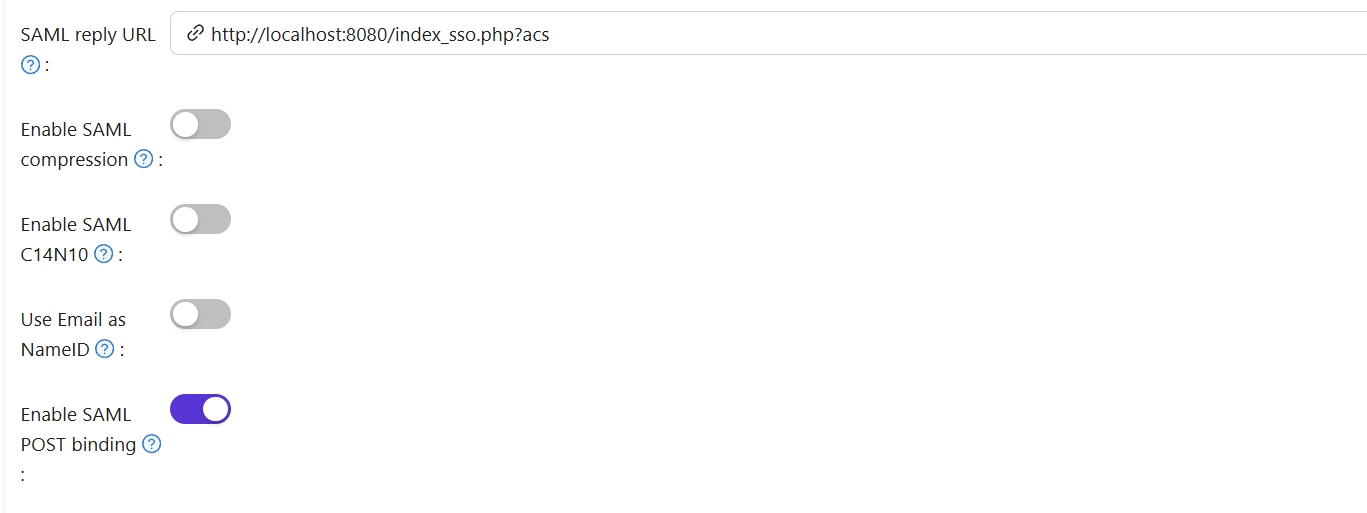 SAML reply URL http://localhost:8080/index_sso.php?acs
? :
Enable SAML
compression ? :
Enable SAML
C14N10 ? :
Use Email as
NameID ? :
Enable SAML
POST binding ?
: